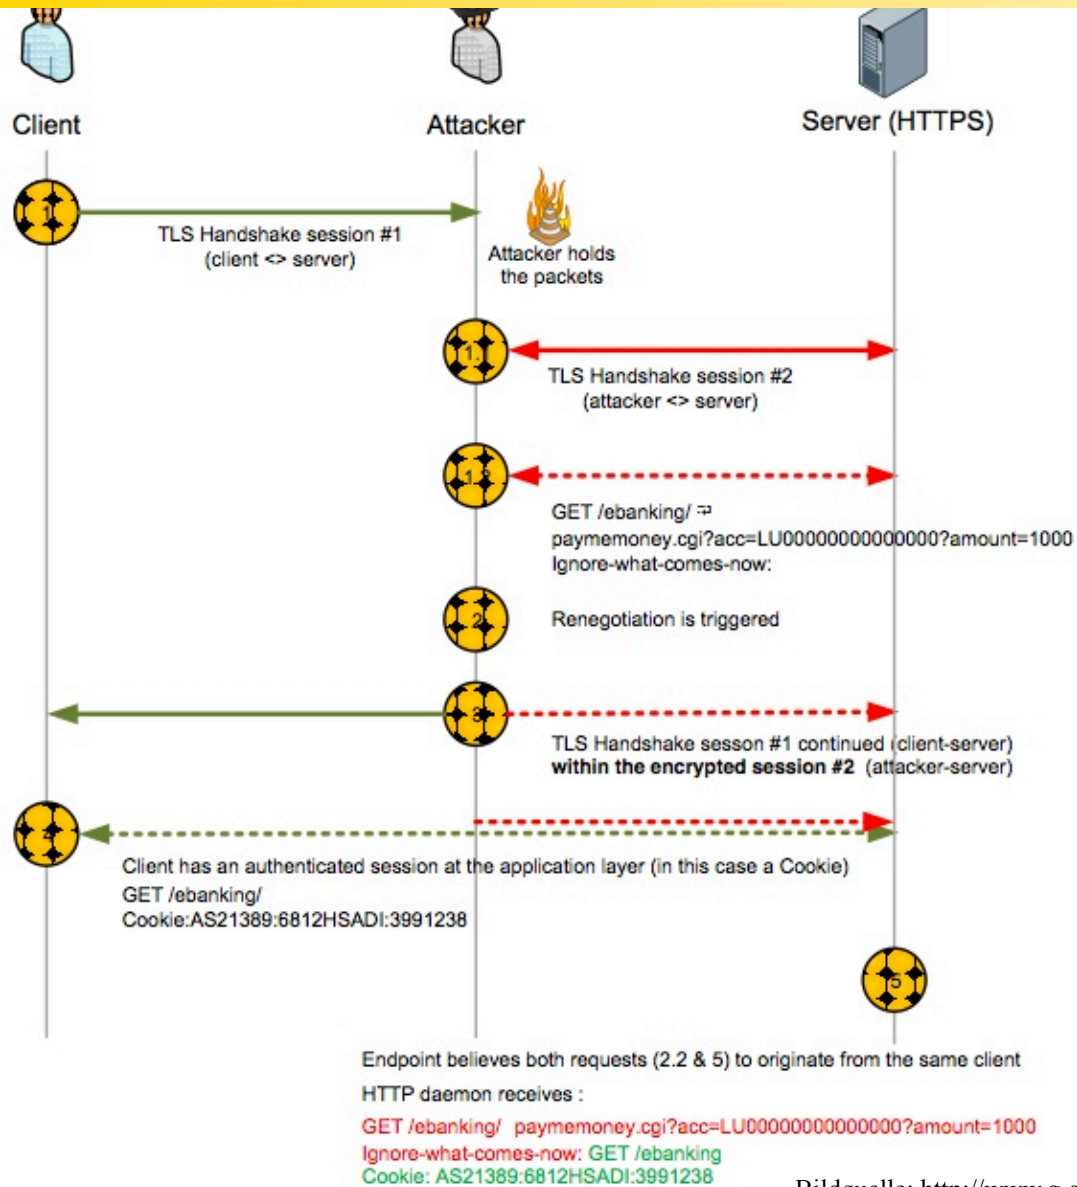 Client
Attacker
Server (HTTPS)
1
TLS Handshake session #1
(client <> server)
Attacker holds
the packets
1.1
TLS Handshake session #2
(attacker <> server)
GET /ebanking/
paymemoney.cgi?acc=LU00000000000000?amount=1000
Ignore-what-comes-now:
2
Renegotiation is triggered
3
TLS Handshake sesson #1 continued (client-server)
within the encrypted session #2 (attacker-server)
4
Client has an authenticated session at the application layer (in this case a Cookie)
GET /ebanking/
Cookie:AS21389:6812HSADI:3991238
5
Endpoint believes both requests (2.2 & 5) to originate from the same client
HTTP daemon receives :
GET /ebanking/ paymemoney.cgi?acc=LU00000000000000?amount=1000
Ignore-what-comes-now: GET /ebanking
Cookie: AS21389:6812HSADI:3991238